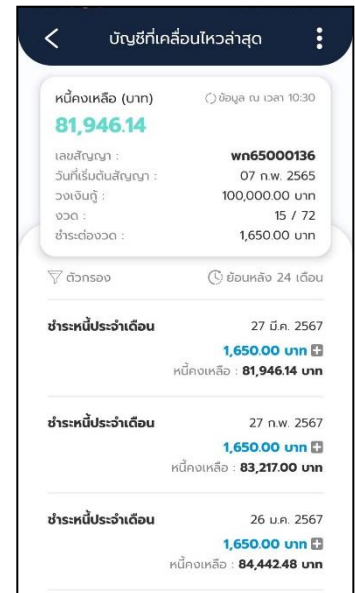 บัญชีที่เคลื่อนไหวล่าสุด
หนี้คงเหลือ (บาท) ข้อมูล ณ เวลา 10:30
81,946.14
เลขสัญญา : พก65000136
วันที่เริ่มต้นสัญญา : 07 ก.พ. 2565
วงเงินกู้ : 100,000.00 บาท
งวด : 15 / 72
ชำระต่องวด : 1,650.00 บาท
ตัวกรอง ย้อนหลัง 24 เดือน
ชำระหนี้ประจำเดือน 27 มี.ค. 2567
1,650.00 บาท
หนี้คงเหลือ : 81,946.14 บาท
ชำระหนี้ประจำเดือน 27 ก.พ. 2567
1,650.00 บาท
หนี้คงเหลือ : 83,217.00 บาท
ชำระหนี้ประจำเดือน 26 ม.ค. 2567
1,650.00 บาท
หนี้คงเหลือ : 84,442.48 บาท